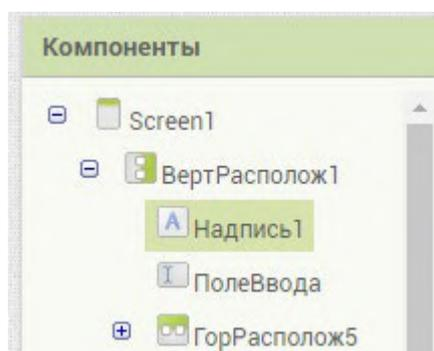 Компоненты
Screen1
ВертРасполож1
Надпись1
ПолеВвода
ГорРасполож5